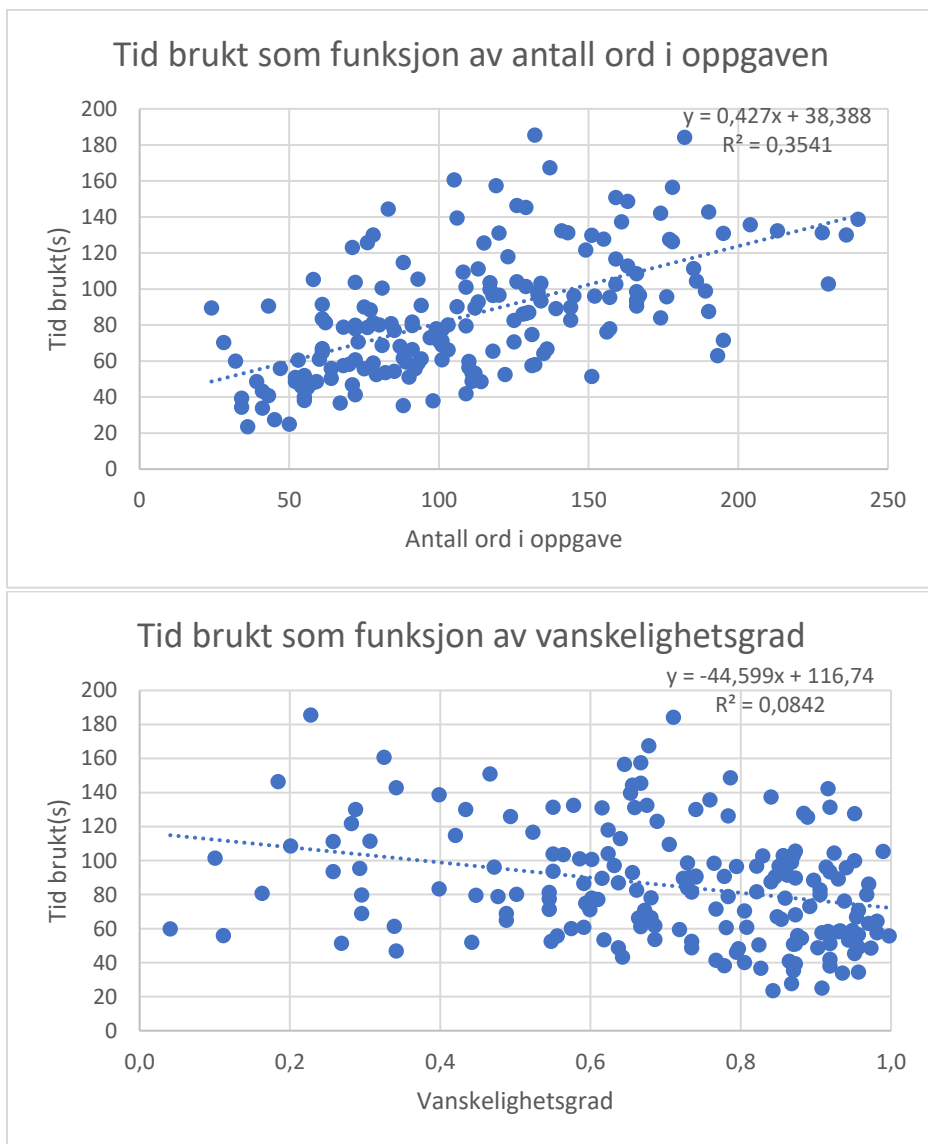 Tid brukt som funksjon av antall ord i oppgaven
y = 0,427x + 38,388
R² = 0,3541
200
180
160
140
120
100
80
60
40
20
0
Tid brukt(s)
0 50 100 150 200 250
Antall ord i oppgave
Tid brukt som funksjon av vanskelighetsgrad
y = -44,599x + 116,74
R² = 0,0842
200
180
160
140
120
100
80
60
40
20
0
Tid brukt(s)
0,0 0,2 0,4 0,6 0,8 1,0
Vanskelighetsgrad